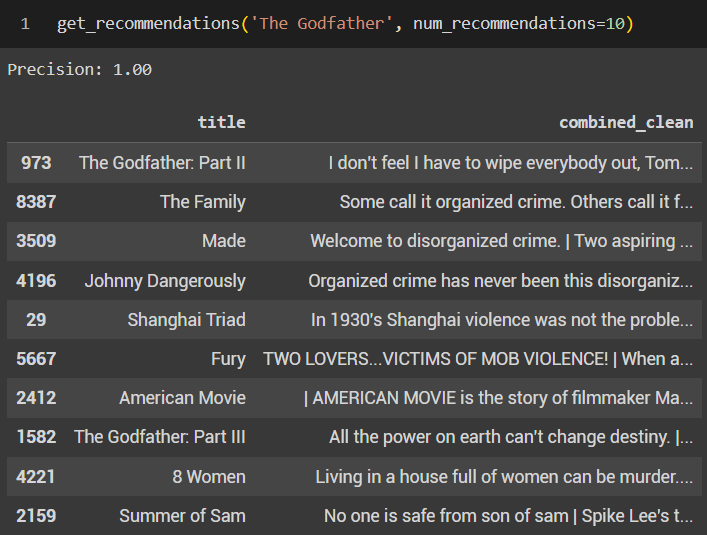 1 get_recommendations('The Godfather', num_recommendations=10)
Precision: 1.00
title combined_clean
973 The Godfather: Part II I don't feel I have to wipe everybody out, Tom...
8387 The Family Some call it organized crime. Others call it f...
3509 Made Welcome to disorganized crime. | Two aspiring ...
4196 Johnny Dangerously Organized crime has never been this disorganiz...
29 Shanghai Triad In 1930's Shanghai violence was not the proble...
5667 Fury TWO LOVERS...VICTIMS OF MOB VIOLENCE! | When a...
2412 American Movie | AMERICAN MOVIE is the story of filmmaker Ma...
1582 The Godfather: Part III All the power on earth can't change destiny. |...
4221 8 Women Living in a house full of women can be murder....
2159 Summer of Sam No one is safe from son of sam | Spike Lee's t...